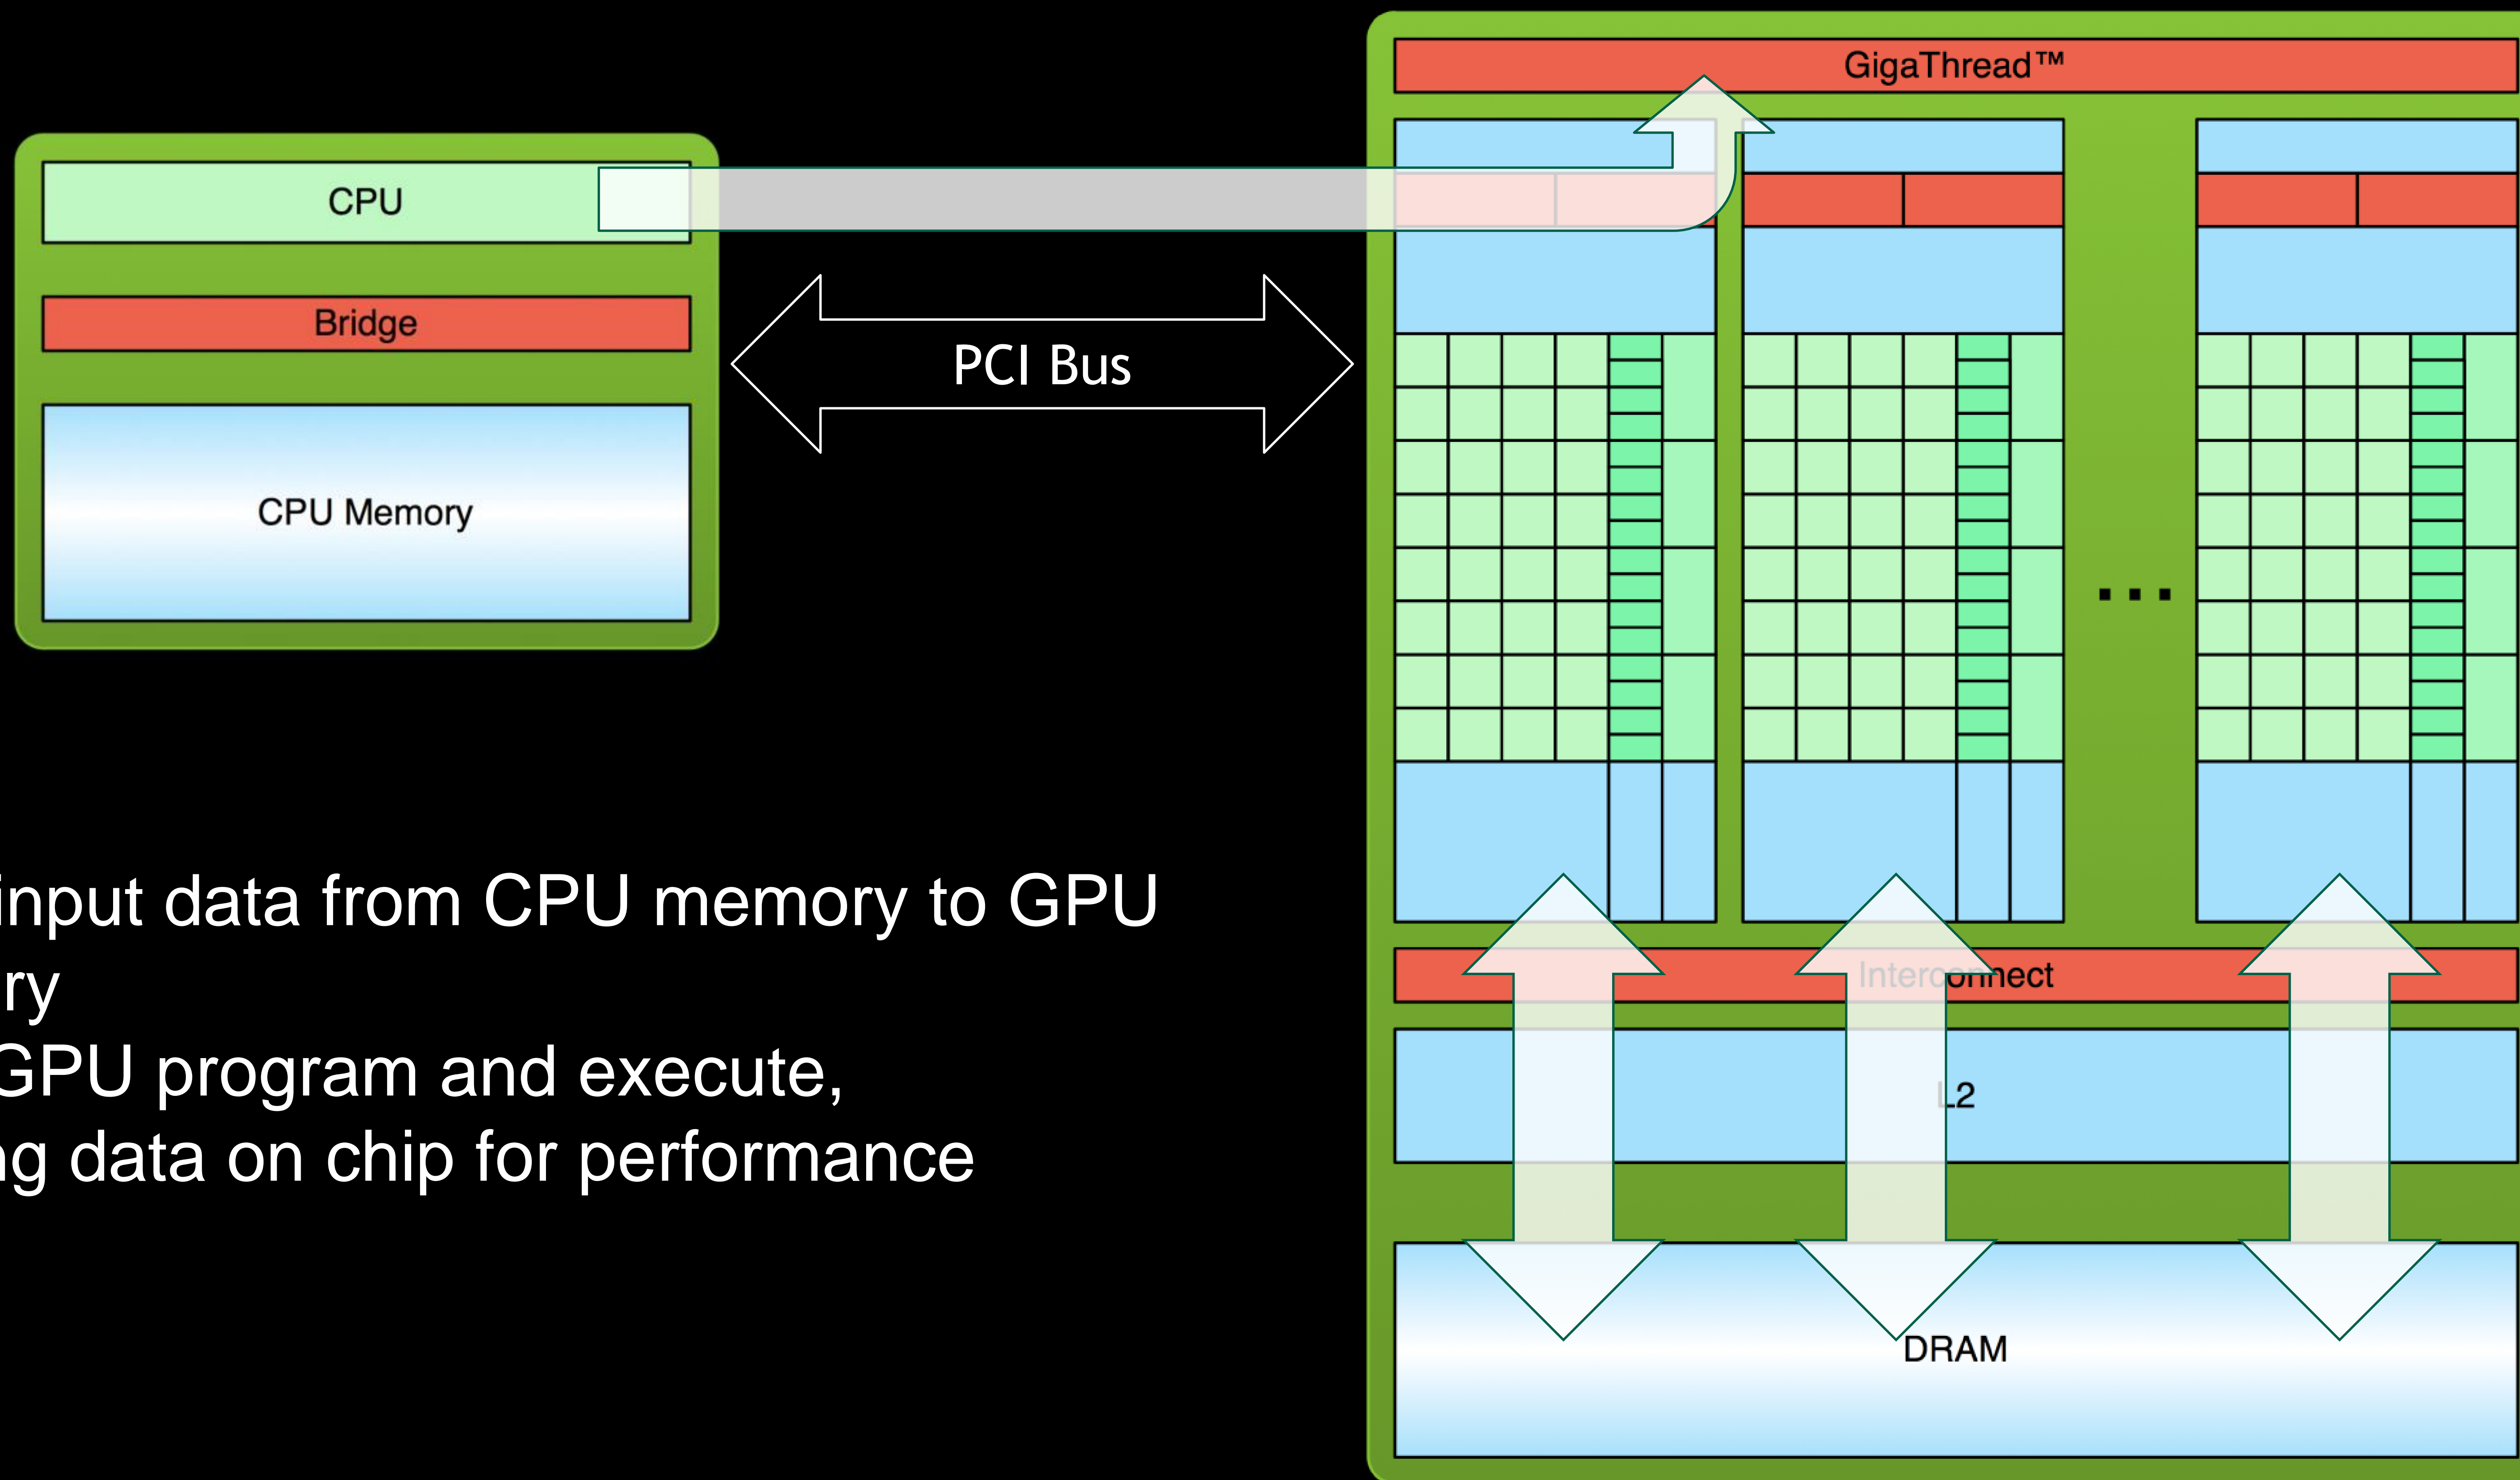 GigaThread™
CPU
Bridge
PCI Bus
CPU Memory
input data from CPU memory to GPU
ry
GPU program and execute,
ng data on chip for performance
Interconnect
L2
DRAM